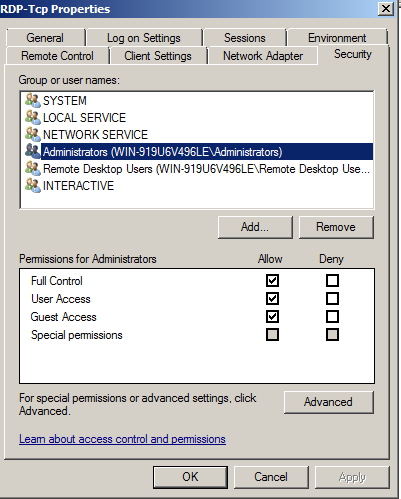 RDP-Tcp Properties
General
Log on Settings
Sessions
Environment
Remote Control
Client Settings
Network Adapter
Security
Group or user names:
SYSTEM
LOCAL SERVICE
NETWORK SERVICE
Administrators (WIN-919U6V496LE\Administrators)
Remote Desktop Users (WIN-919U6V496LE\Remote Desktop Use...
INTERACTIVE
Add...
Remove
Permissions for Administrators
Allow
Deny
Full Control
User Access
Guest Access
Special permissions
For special permissions or advanced settings, click
Advanced.
Advanced
Learn about access control and permissions
OK
Cancel
Apply